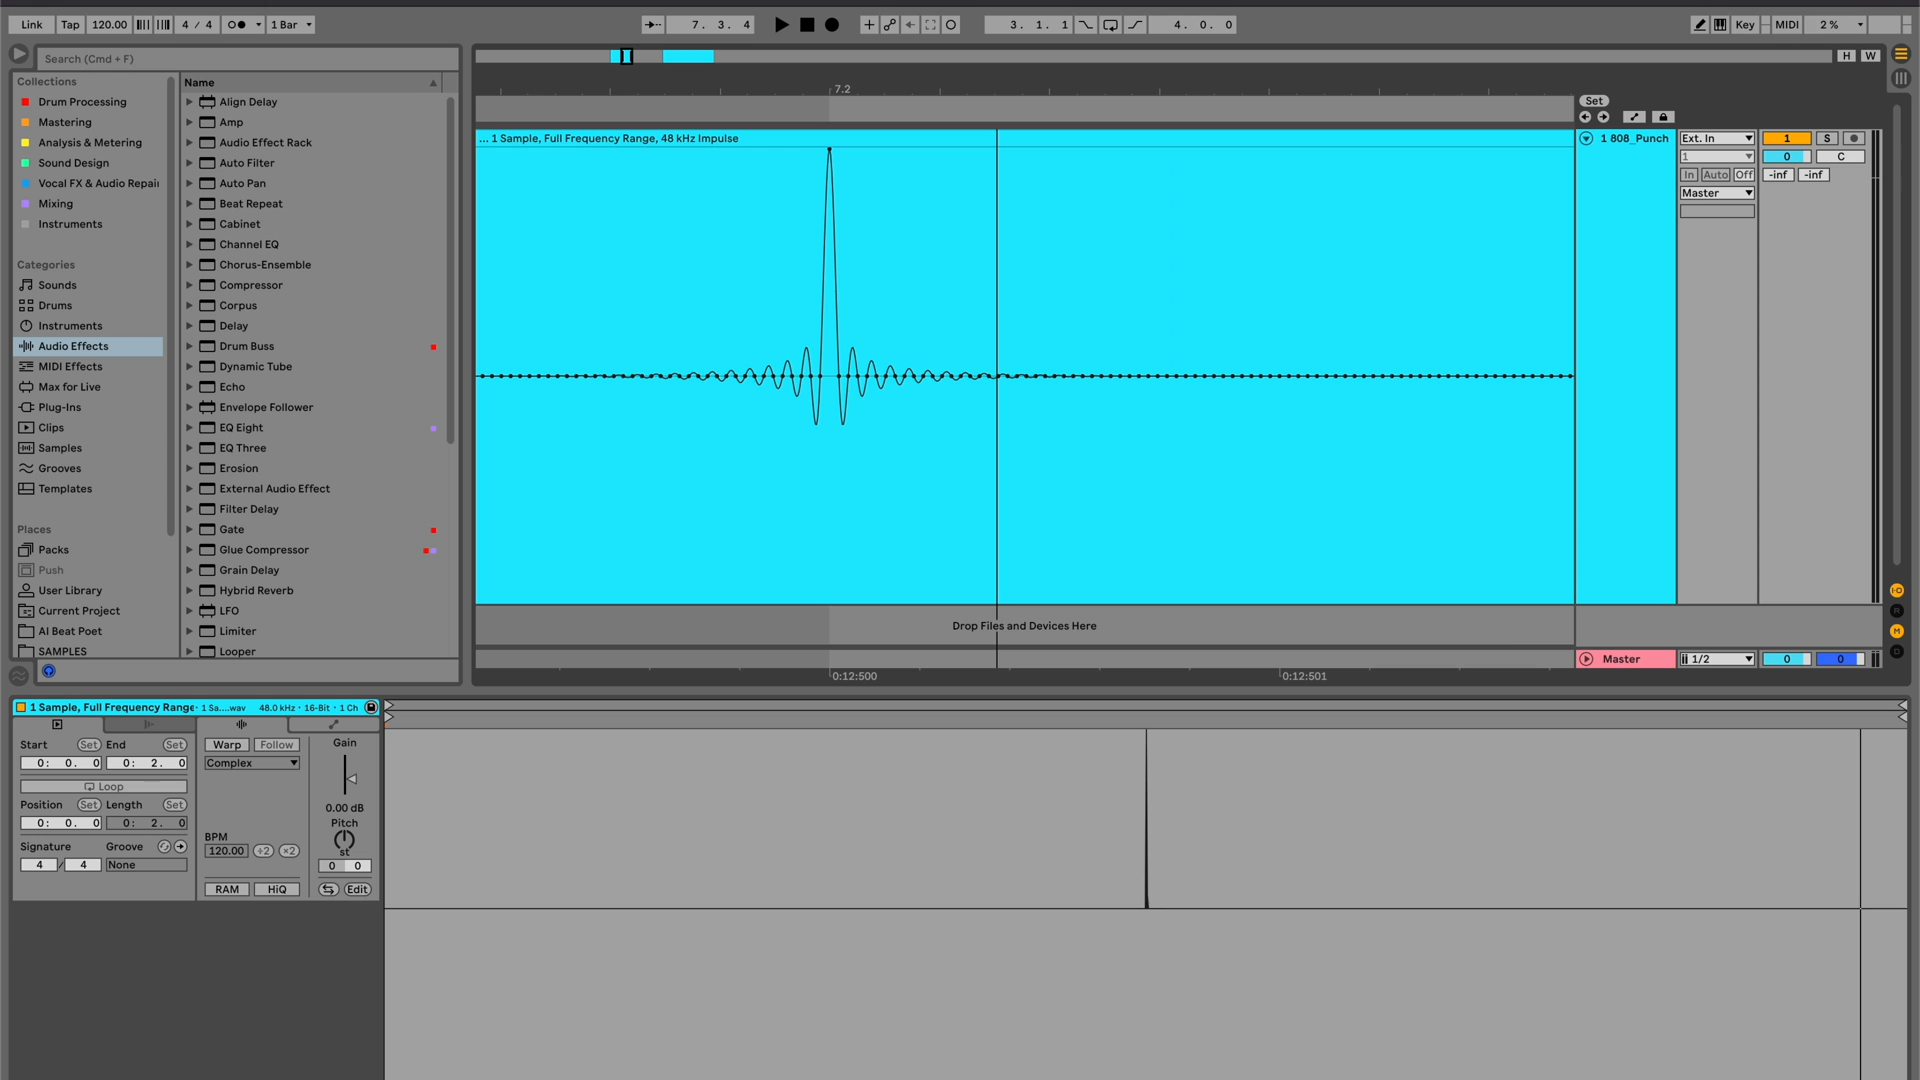 Link Tap 120.00 4 / 4 1 Bar 7. 3. 4 3. 1. 1 4. 0. 0 Key MIDI 2 %
Search (Cmd + F)
H W
Collections
Drum Processing
Mastering
Analysis & Metering
Sound Design
Vocal FX & Audio Repair
Mixing
Instruments
Categories
Sounds
Drums
Instruments
Audio Effects
MIDI Effects
Max for Live
Plug-Ins
Clips
Samples
Grooves
Templates
Places
Packs
Push
User Library
Current Project
AI Beat Poet
SAMPLES
Name
Align Delay
Amp
Audio Effect Rack
Auto Filter
Auto Pan
Beat Repeat
Cabinet
Channel EQ
Chorus-Ensemble
Compressor
Corpus
Delay
Drum Buss
Dynamic Tube
Echo
Envelope Follower
EQ Eight
EQ Three
Erosion
External Audio Effect
Filter Delay
Gate
Glue Compressor
Grain Delay
Hybrid Reverb
LFO
Limiter
Looper
7.2
Set
... 1 Sample, Full Frequency Range, 48 kHz Impulse
1 808_Punch Ext. In 1 S
1 0 C
In Auto Off -inf -inf
Master
Drop Files and Devices Here
Master 1/2 0 0
0:12:500 0:12:501
I·O
R
M
D
1 Sample, Full Frequency Range 1 Sa....wav 48.0 kHz · 16-Bit · 1 Ch
Start Set End Set
0: 0. 0 0: 2. 0
Loop
Position Set Length Set
0: 0. 0 0: 2. 0
Signature Groove
4 / 4 None
Warp Follow
Complex
BPM
120.00 ÷2 ×2
RAM HiQ
Gain
0.00 dB
Pitch
st
0 0
Edit